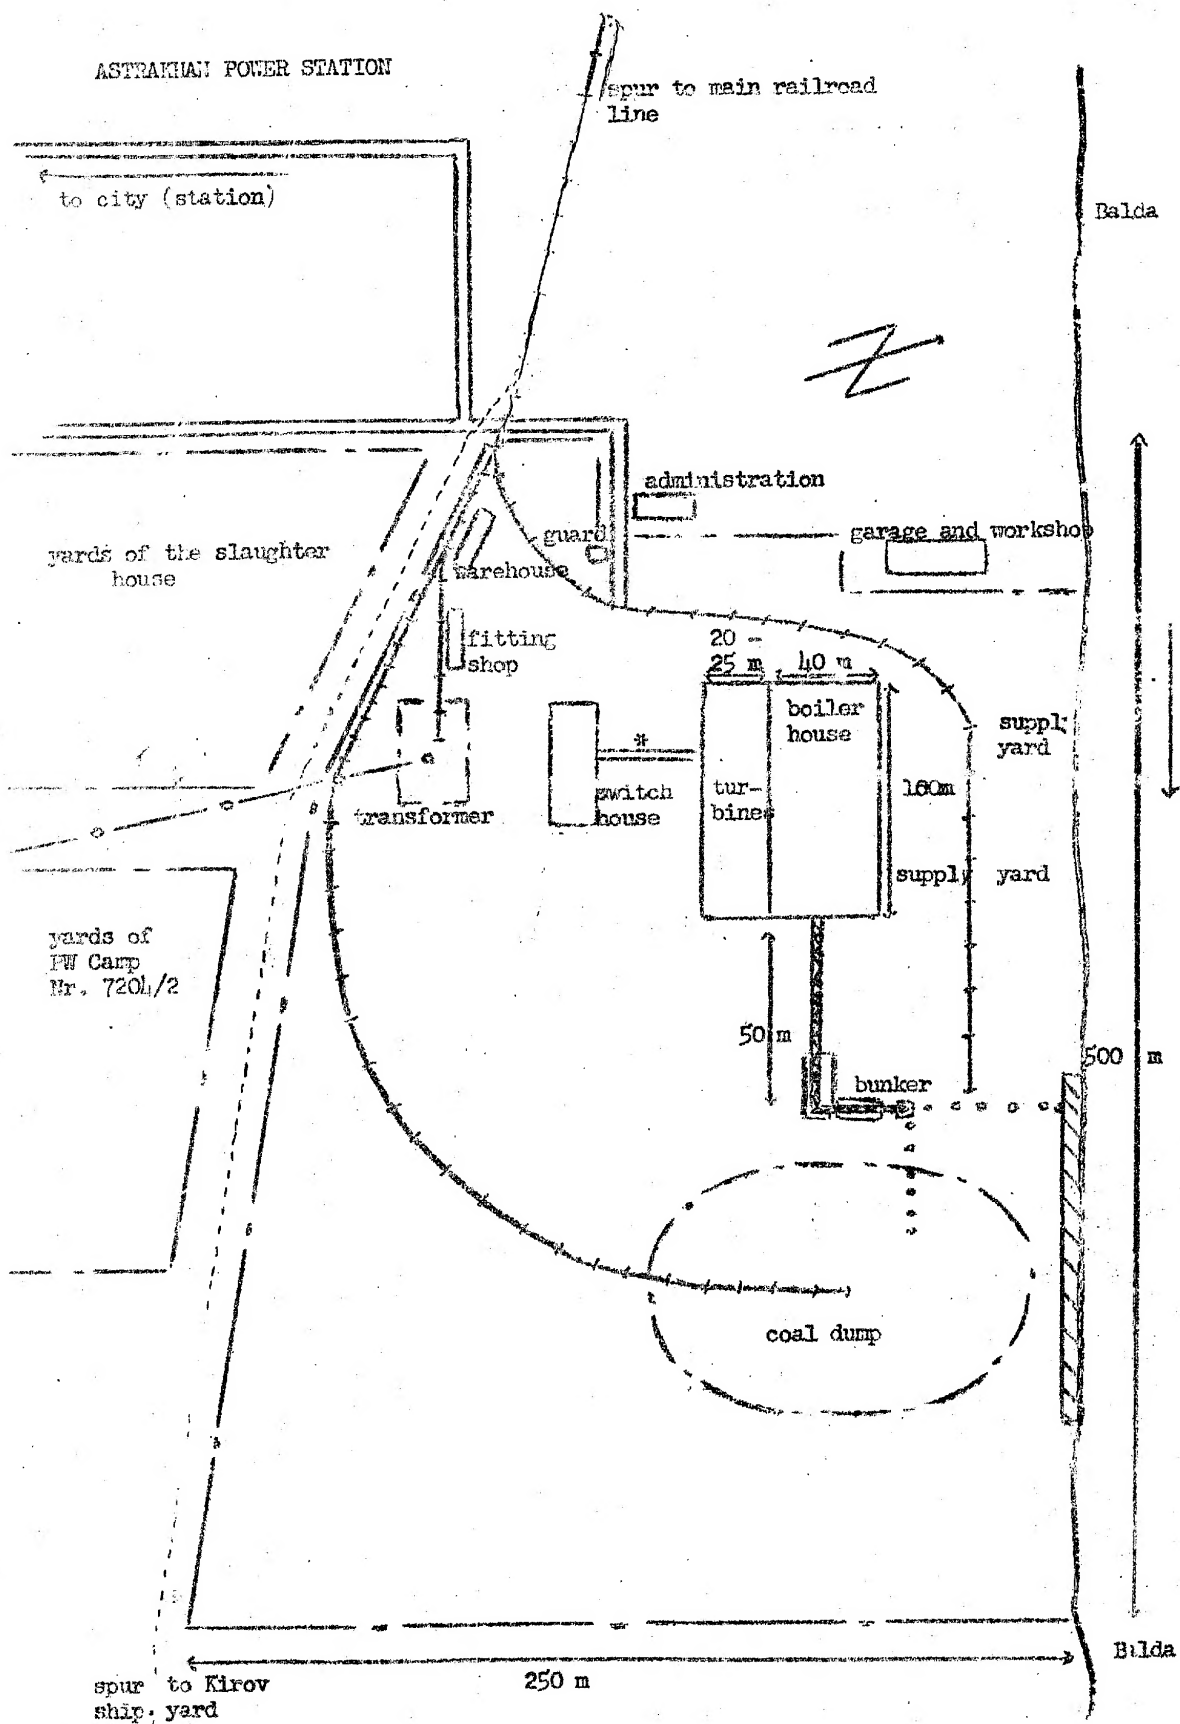 ASTRAKHAN POWER STATION
spur to main railroad
line
to city (station)
Balda
administration
guard
garage and workshop
yards of the slaughter
house
warehouse
fitting
shop
20 -
25 m
40 m
boiler
house
supply
yard
*
switch
house
tur-
bines
100m
transformer
supply yard
yards of
PW Camp
Nr. 7204/2
50 m
500 m
bunker
coal dump
Bilda
250 m
spur to Kirov
ship yard